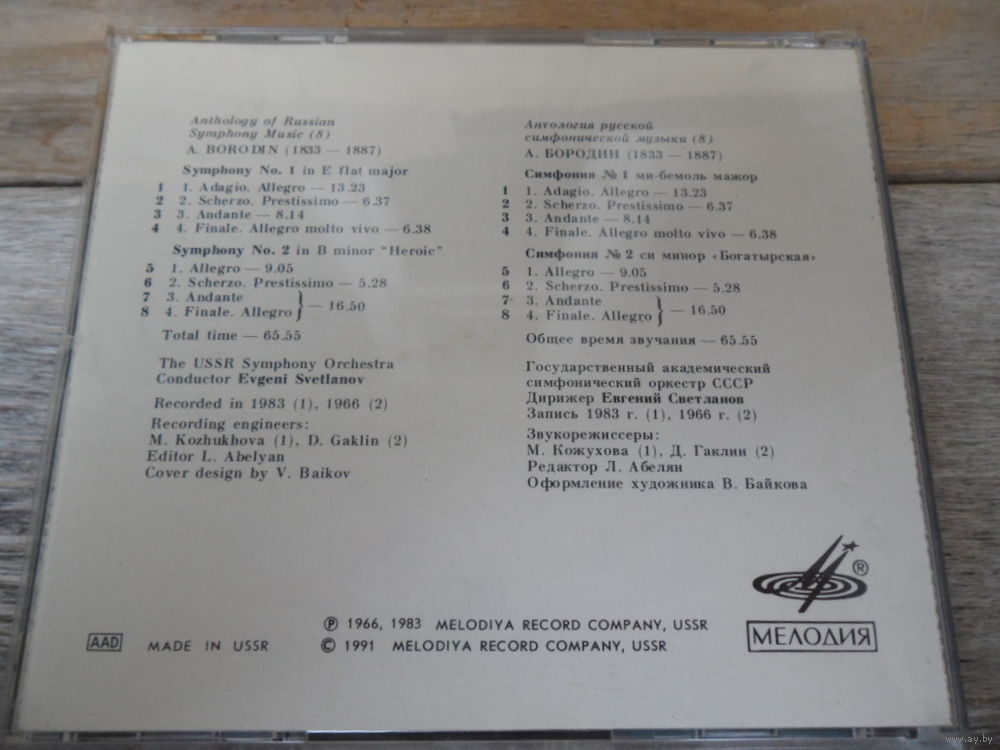 Anthology of Russian
Symphony Music (8)
A. BORODIN (1833 — 1887)
Symphony No. 1 in E flat major
1 1. Adagio. Allegro — 13.23
2 2. Scherzo. Prestissimo — 6.37
3 3. Andante — 8.14
4 4. Finale. Allegro molto vivo — 6.38
Symphony No. 2 in B minor "Heroic"
5 1. Allegro — 9.05
6 2. Scherzo. Prestissimo — 5.28
7 3. Andante
8 4. Finale. Allegro } — 16.50
Total time — 65.55
The USSR Symphony Orchestra
Conductor Evgeni Svetlanov
Recorded in 1983 (1), 1966 (2)
Recording engineers:
M. Kozhukhova (1), D. Gaklin (2)
Editor L. Abelyan
Cover design by V. Baikov
Антология русской
симфонической музыки (8)
А. БОРОДИН (1833 — 1887)
Симфония № 1 ми-бемоль мажор
1 1. Adagio. Allegro — 13.23
2 2. Scherzo. Prestissimo — 6.37
3 3. Andante — 8.14
4 4. Finale. Allegro molto vivo — 6.38
Симфония № 2 си минор «Богатырская»
5 1. Allegro — 9.05
6 2. Scherzo. Prestissimo — 5.28
7 3. Andante
8 4. Finale. Allegro } — 16.50
Общее время звучания — 65.55
Государственный академический
симфонический оркестр СССР
Дирижер Евгений Светланов
Запись 1983 г. (1), 1966 г. (2)
Звукорежиссеры:
М. Кожухова (1), Д. Гаклин (2)
Редактор Л. Абелян
Оформление художника В. Байкова
®
МЕЛОДИЯ
AAD MADE IN USSR
℗ 1966, 1983 MELODIYA RECORD COMPANY, USSR
© 1991 MELODIYA RECORD COMPANY, USSR
www.ay.by